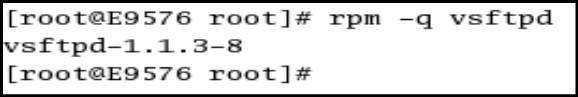 [root@E9576 root]# rpm -q vsftpd
vsftpd-1.1.3-8
[root@E9576 root]#